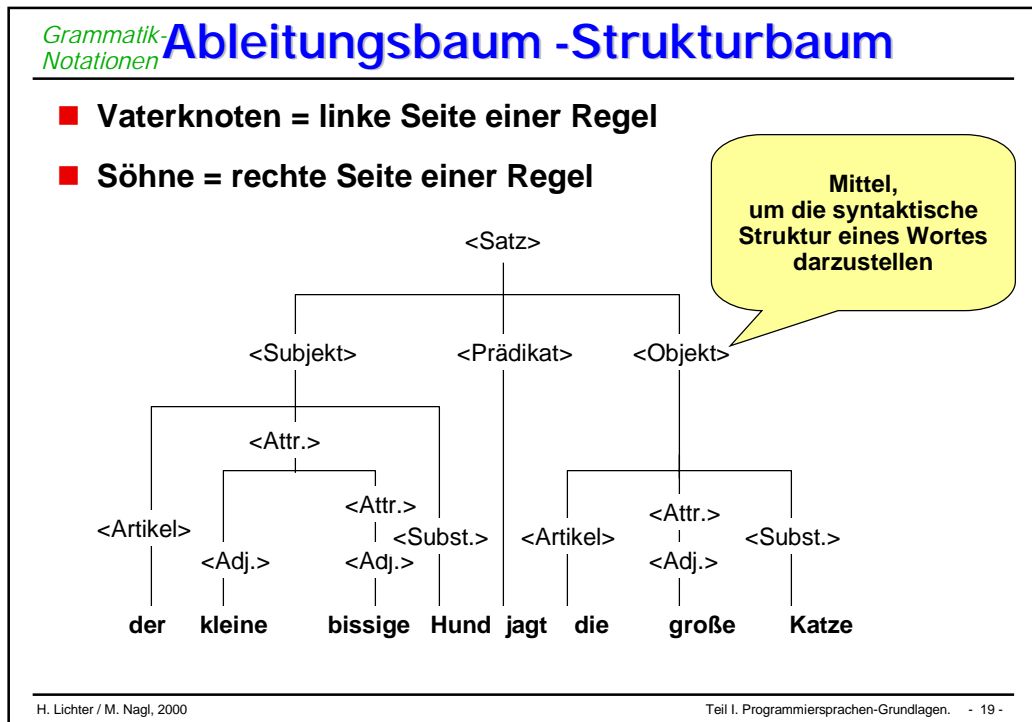 Grammatik-
Notationen
Ableitungsbaum -Strukturbaum
Vaterknoten = linke Seite einer Regel
Söhne = rechte Seite einer Regel
Mittel,
um die syntaktische
Struktur eines Wortes
darzustellen
<Satz>
<Subjekt> <Prädikat> <Objekt>
<Attr.>
<Attr.> <Attr.>
<Artikel> <Subst.> <Artikel> <Subst.>
<Adj.> <Adj.> <Adj.>
der kleine bissige Hund jagt die große Katze
H. Lichter / M. Nagl, 2000 Teil I. Programmiersprachen-Grundlagen. - 19 -